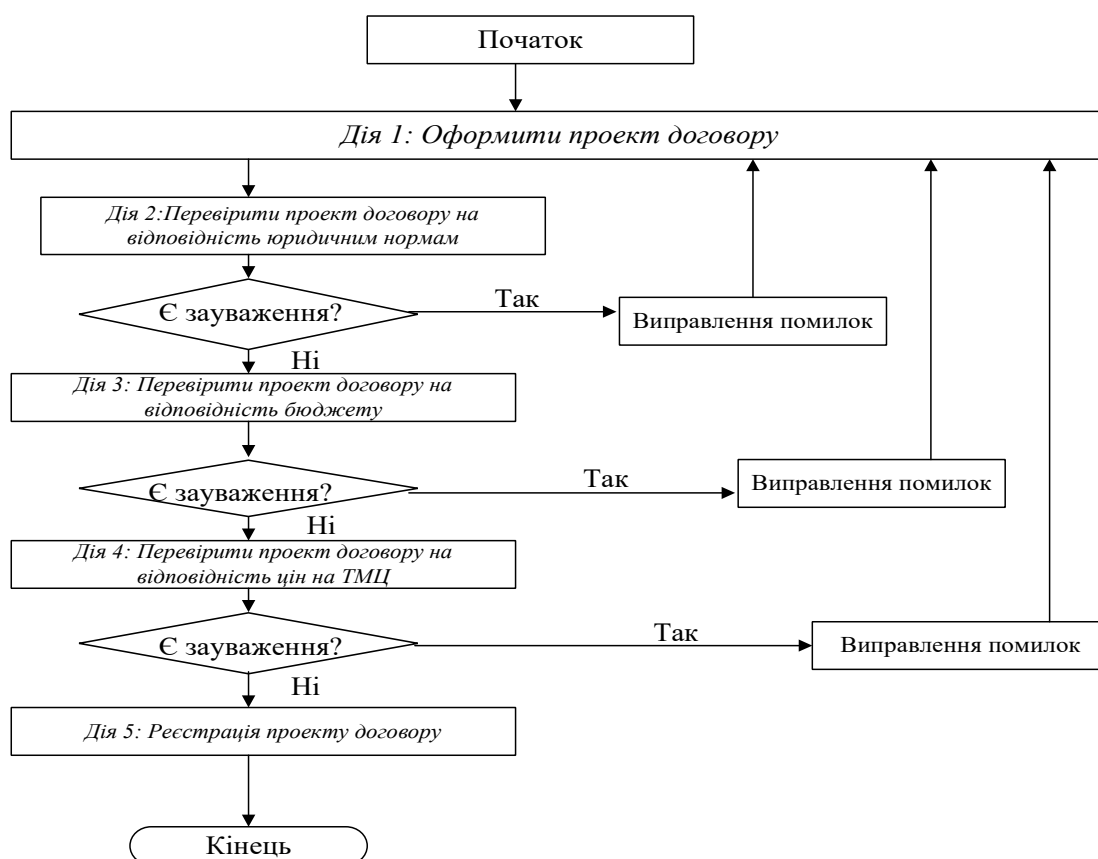 Початок
Дія 1: Оформити проект договору
Дія 2:Перевірити проект договору на
відповідність юридичним нормам
Є зауваження?
Так
Виправлення помилок
Ні
Дія 3: Перевірити проект договору на
відповідність бюджету
Є зауваження?
Так
Виправлення помилок
Ні
Дія 4: Перевірити проект договору на
відповідність цін на ТМЦ
Є зауваження?
Так
Виправлення помилок
Ні
Дія 5: Реєстрація проекту договору
Кінець